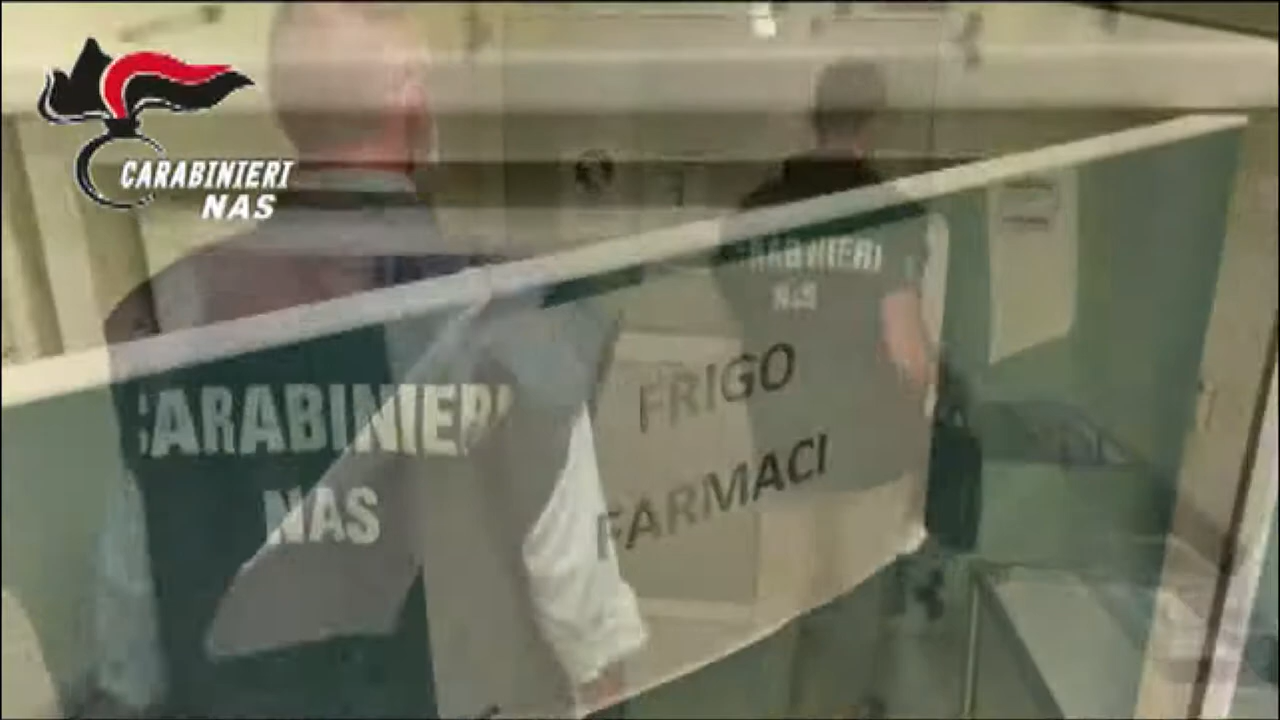 CARABINIERI
NAS
CARABINIERI
NAS
CARABINIERI
NAS
FRIGO
FARMACI